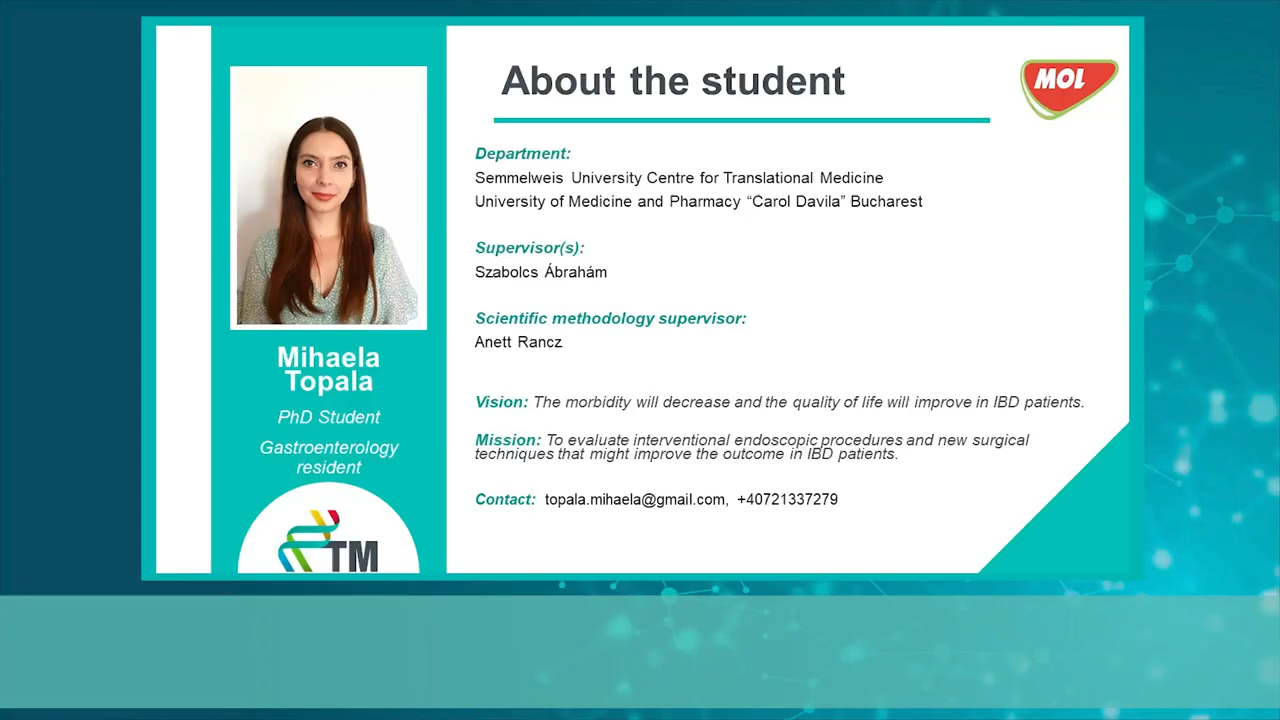 About the student
MOL
Department:
Semmelweis University Centre for Translational Medicine
University of Medicine and Pharmacy “Carol Davila” Bucharest
Supervisor(s):
Szabolcs Ábrahám
Scientific methodology supervisor:
Anett Rancz
Vision: The morbidity will decrease and the quality of life will improve in IBD patients.
Mission: To evaluate interventional endoscopic procedures and new surgical
techniques that might improve the outcome in IBD patients.
Contact: topala.mihaela@gmail.com, +40721337279
Mihaela
Topala
PhD Student
Gastroenterology
resident
TM